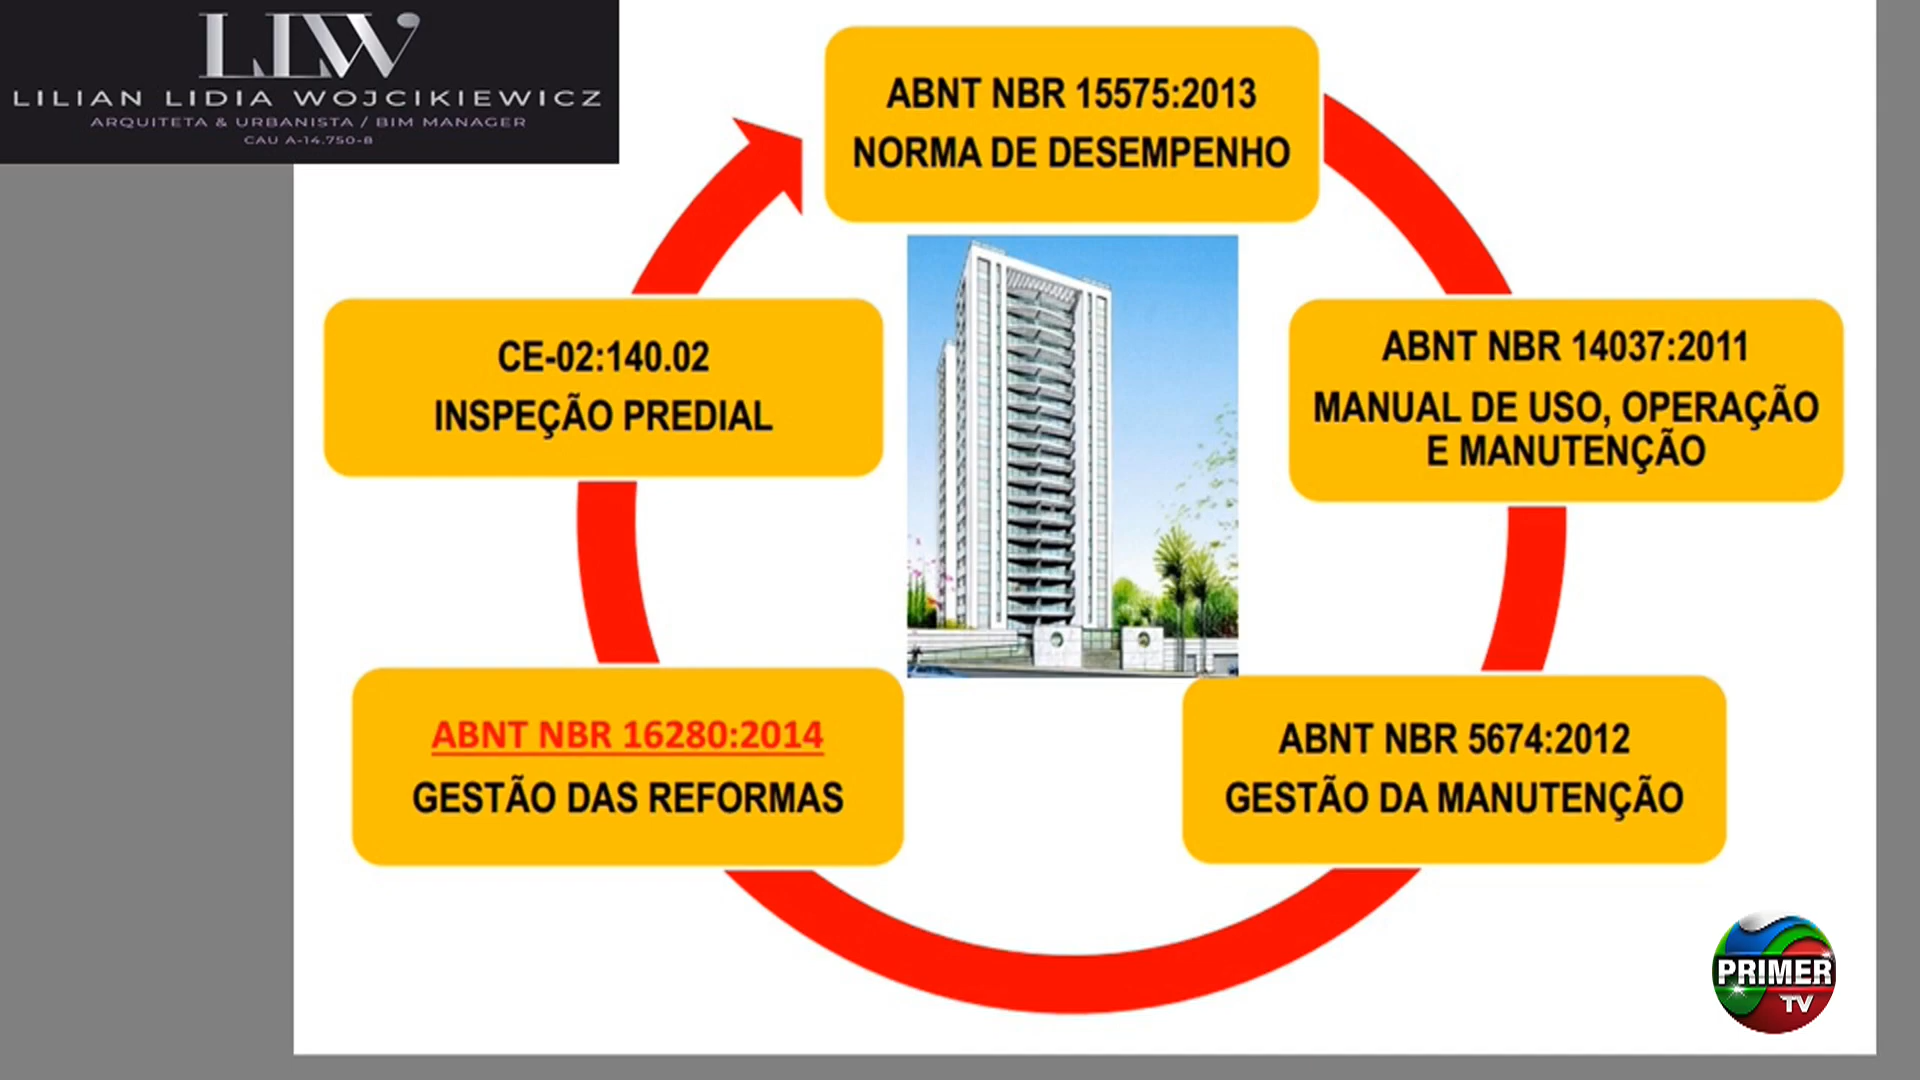 LIW
LILIAN LIDIA WOJCIKIEWICZ
ARQUITETA & URBANISTA / BIM MANAGER
CAU A-14.750-8
ABNT NBR 15575:2013
NORMA DE DESEMPENHO
ABNT NBR 14037:2011
MANUAL DE USO, OPERAÇÃO
E MANUTENÇÃO
ABNT NBR 5674:2012
GESTÃO DA MANUTENÇÃO
ABNT NBR 16280:2014
GESTÃO DAS REFORMAS
CE-02:140.02
INSPEÇÃO PREDIAL
PRIMER
TV